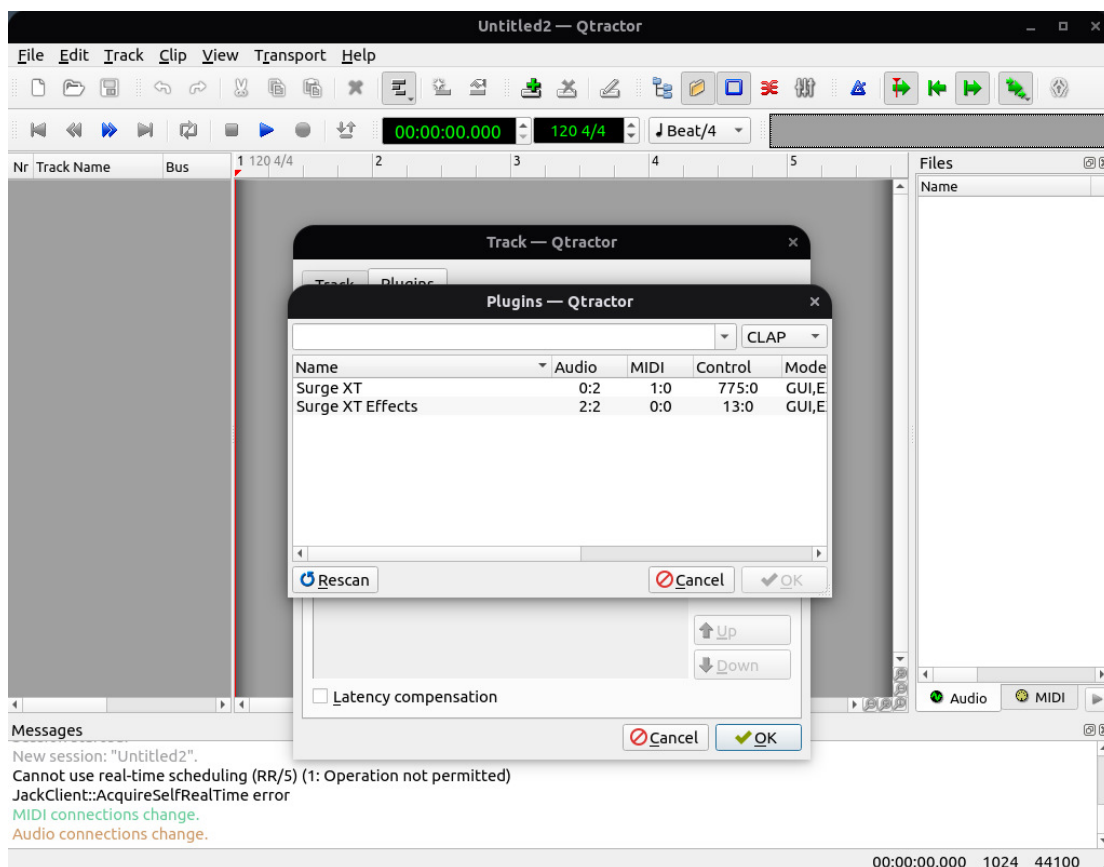 Untitled2 — Qtractor
File Edit Track Clip View Transport Help
00:00:00.000 120 4/4 Beat/4
Nr Track Name Bus
1 120 4/4 2 3 4 5
Files
Name
Track — Qtractor
Track Plugins
Plugins — Qtractor
CLAP
Name Audio MIDI Control Mode
Surge XT 0:2 1:0 775:0 GUI,E
Surge XT Effects 2:2 0:0 13:0 GUI,E
Rescan Cancel OK
Up
Down
Latency compensation
Cancel OK
Audio MIDI
Messages
New session: "Untitled2".
Cannot use real-time scheduling (RR/5) (1: Operation not permitted)
JackClient::AcquireSelfRealTime error
MIDI connections change.
Audio connections change.
00:00:00.000 1024 44100